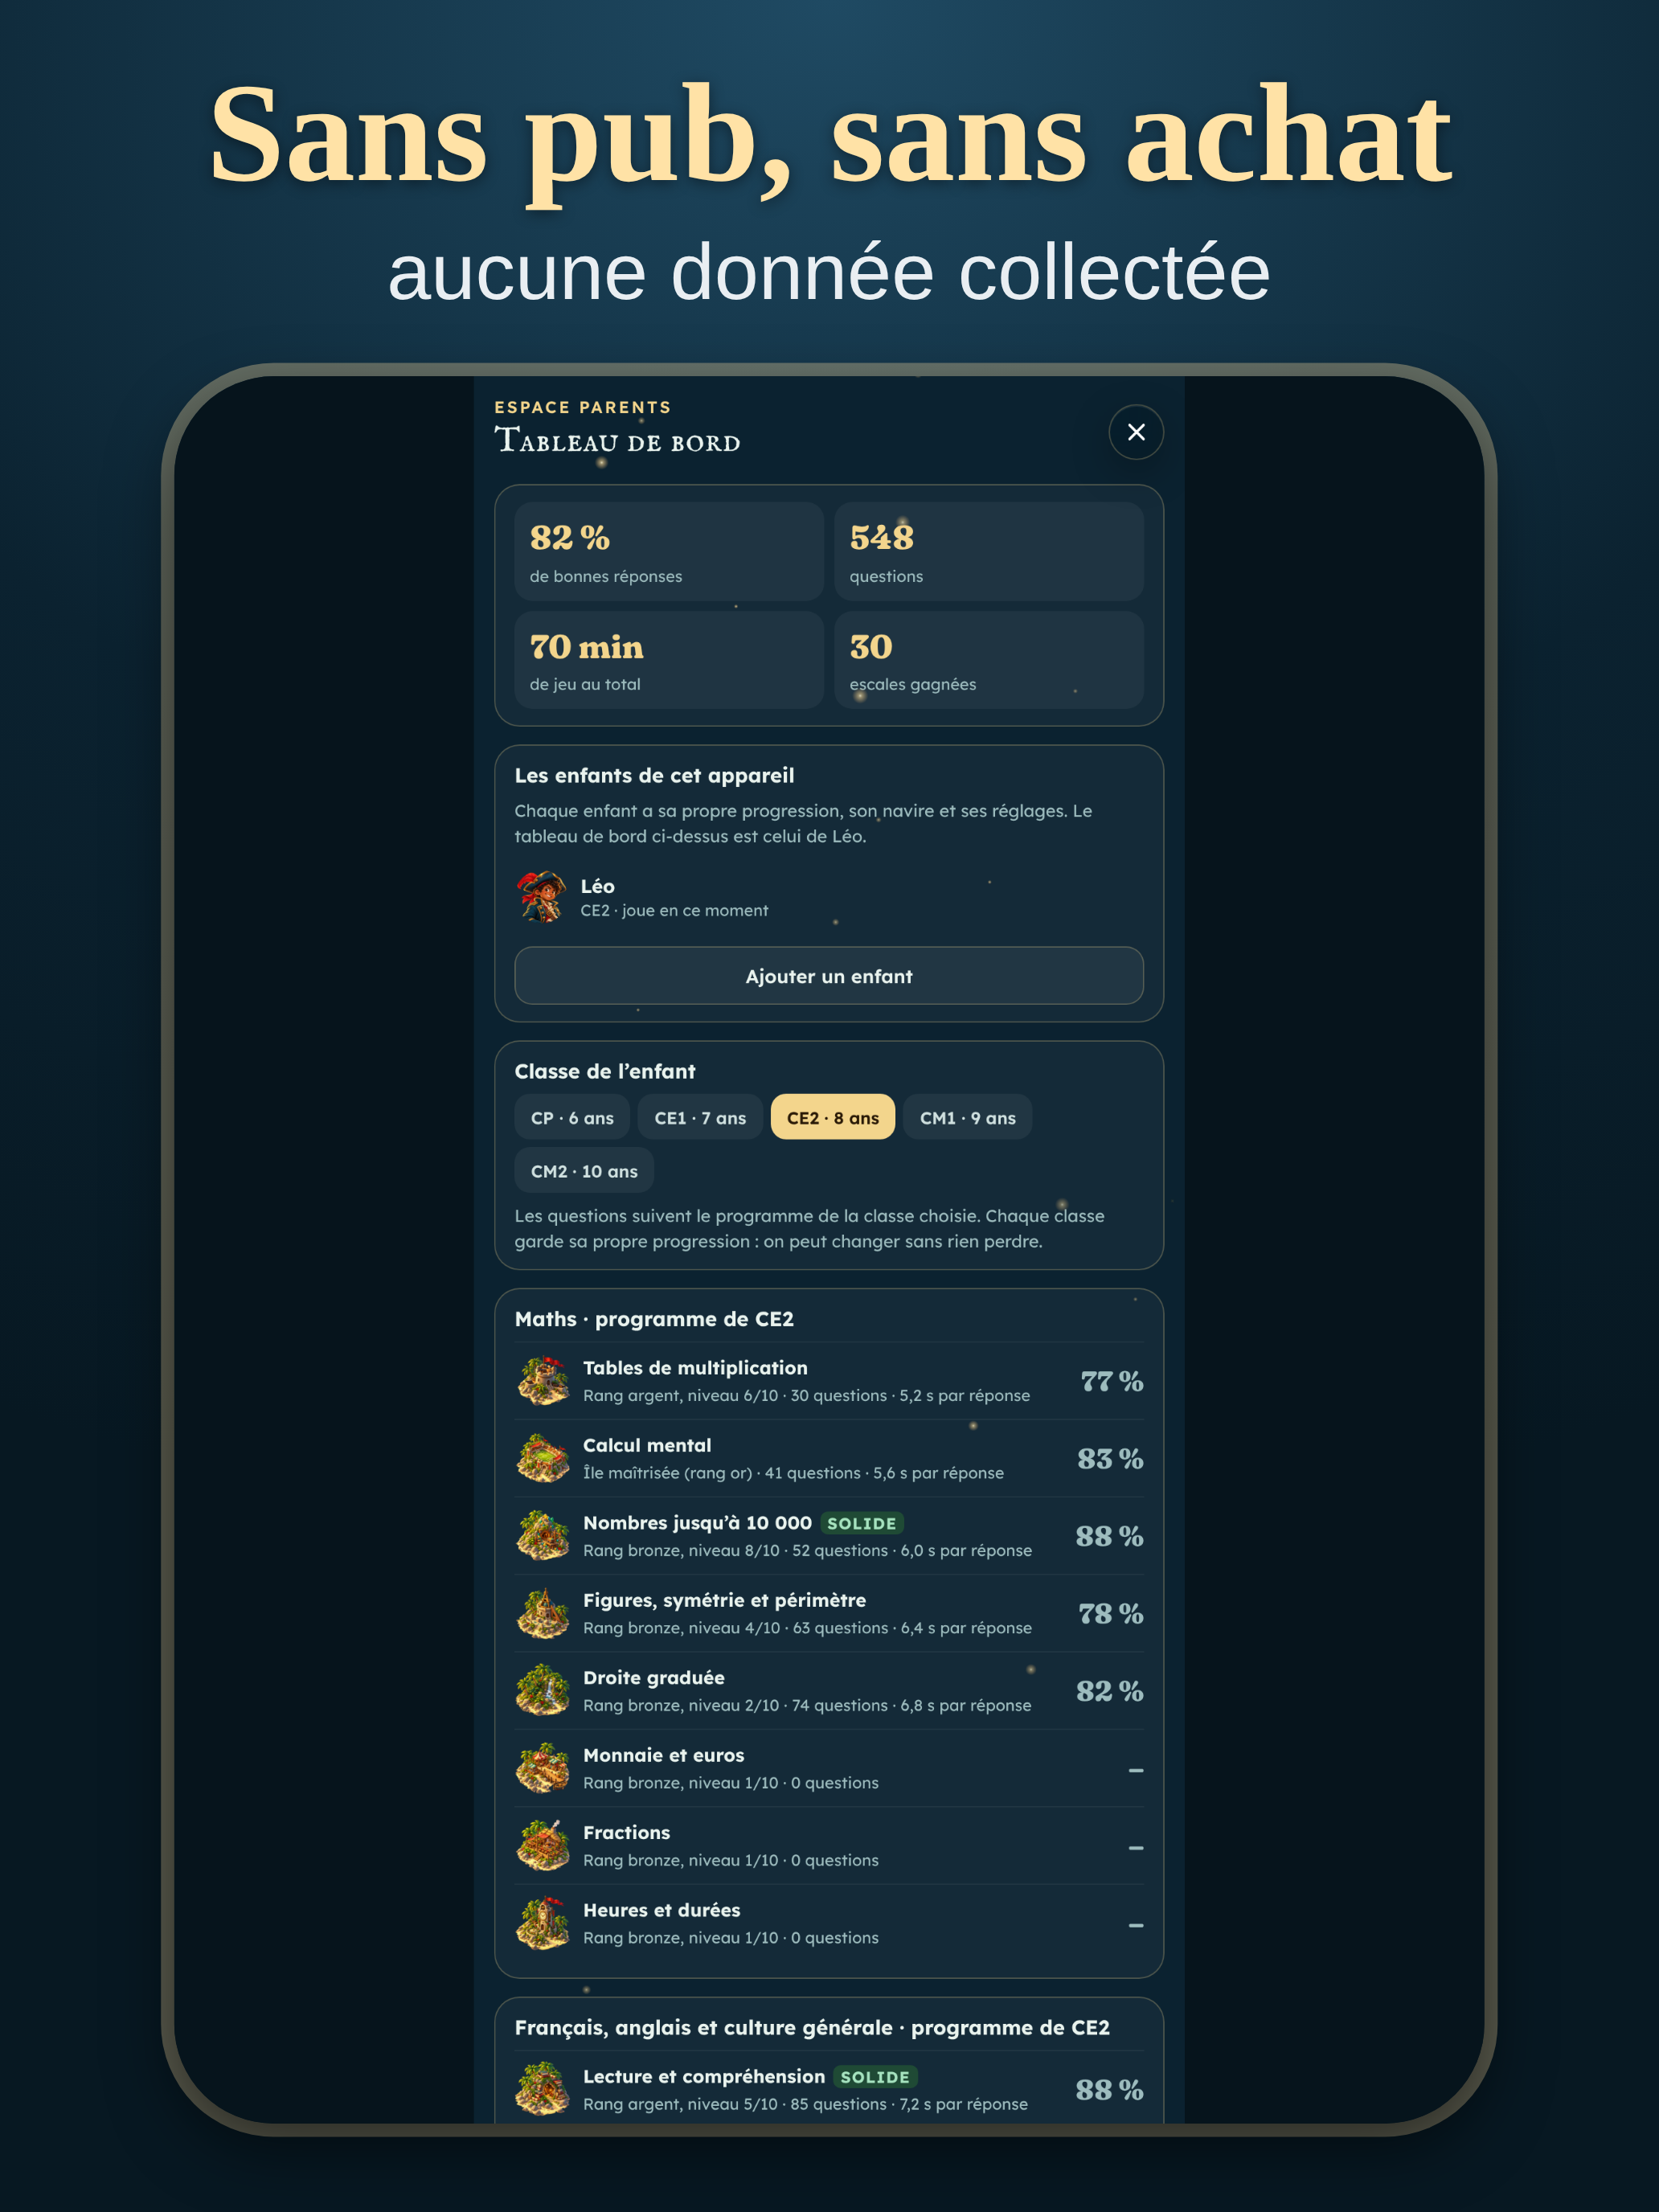 Sans pub, sans achat
aucune donnée collectée
ESPACE PARENTS
Tableau de bord
82 %
de bonnes réponses
548
questions
70 min
de jeu au total
30
escales gagnées
Les enfants de cet appareil
Chaque enfant a sa propre progression, son navire et ses réglages. Le
tableau de bord ci-dessus est celui de Léo.
Léo
CE2 · joue en ce moment
Ajouter un enfant
Classe de l’enfant
CP · 6 ans
CE1 · 7 ans
CE2 · 8 ans
CM1 · 9 ans
CM2 · 10 ans
Les questions suivent le programme de la classe choisie. Chaque classe
garde sa propre progression : on peut changer sans rien perdre.
Maths · programme de CE2
Tables de multiplication
Rang argent, niveau 6/10 · 30 questions · 5,2 s par réponse
77 %
Calcul mental
Île maîtrisée (rang or) · 41 questions · 5,6 s par réponse
83 %
Nombres jusqu’à 10 000 SOLIDE
Rang bronze, niveau 8/10 · 52 questions · 6,0 s par réponse
88 %
Figures, symétrie et périmètre
Rang bronze, niveau 4/10 · 63 questions · 6,4 s par réponse
78 %
Droite graduée
Rang bronze, niveau 2/10 · 74 questions · 6,8 s par réponse
82 %
Monnaie et euros
Rang bronze, niveau 1/10 · 0 questions
–
Fractions
Rang bronze, niveau 1/10 · 0 questions
–
Heures et durées
Rang bronze, niveau 1/10 · 0 questions
–
Français, anglais et culture générale · programme de CE2
Lecture et compréhension SOLIDE
Rang argent, niveau 5/10 · 85 questions · 7,2 s par réponse
88 %